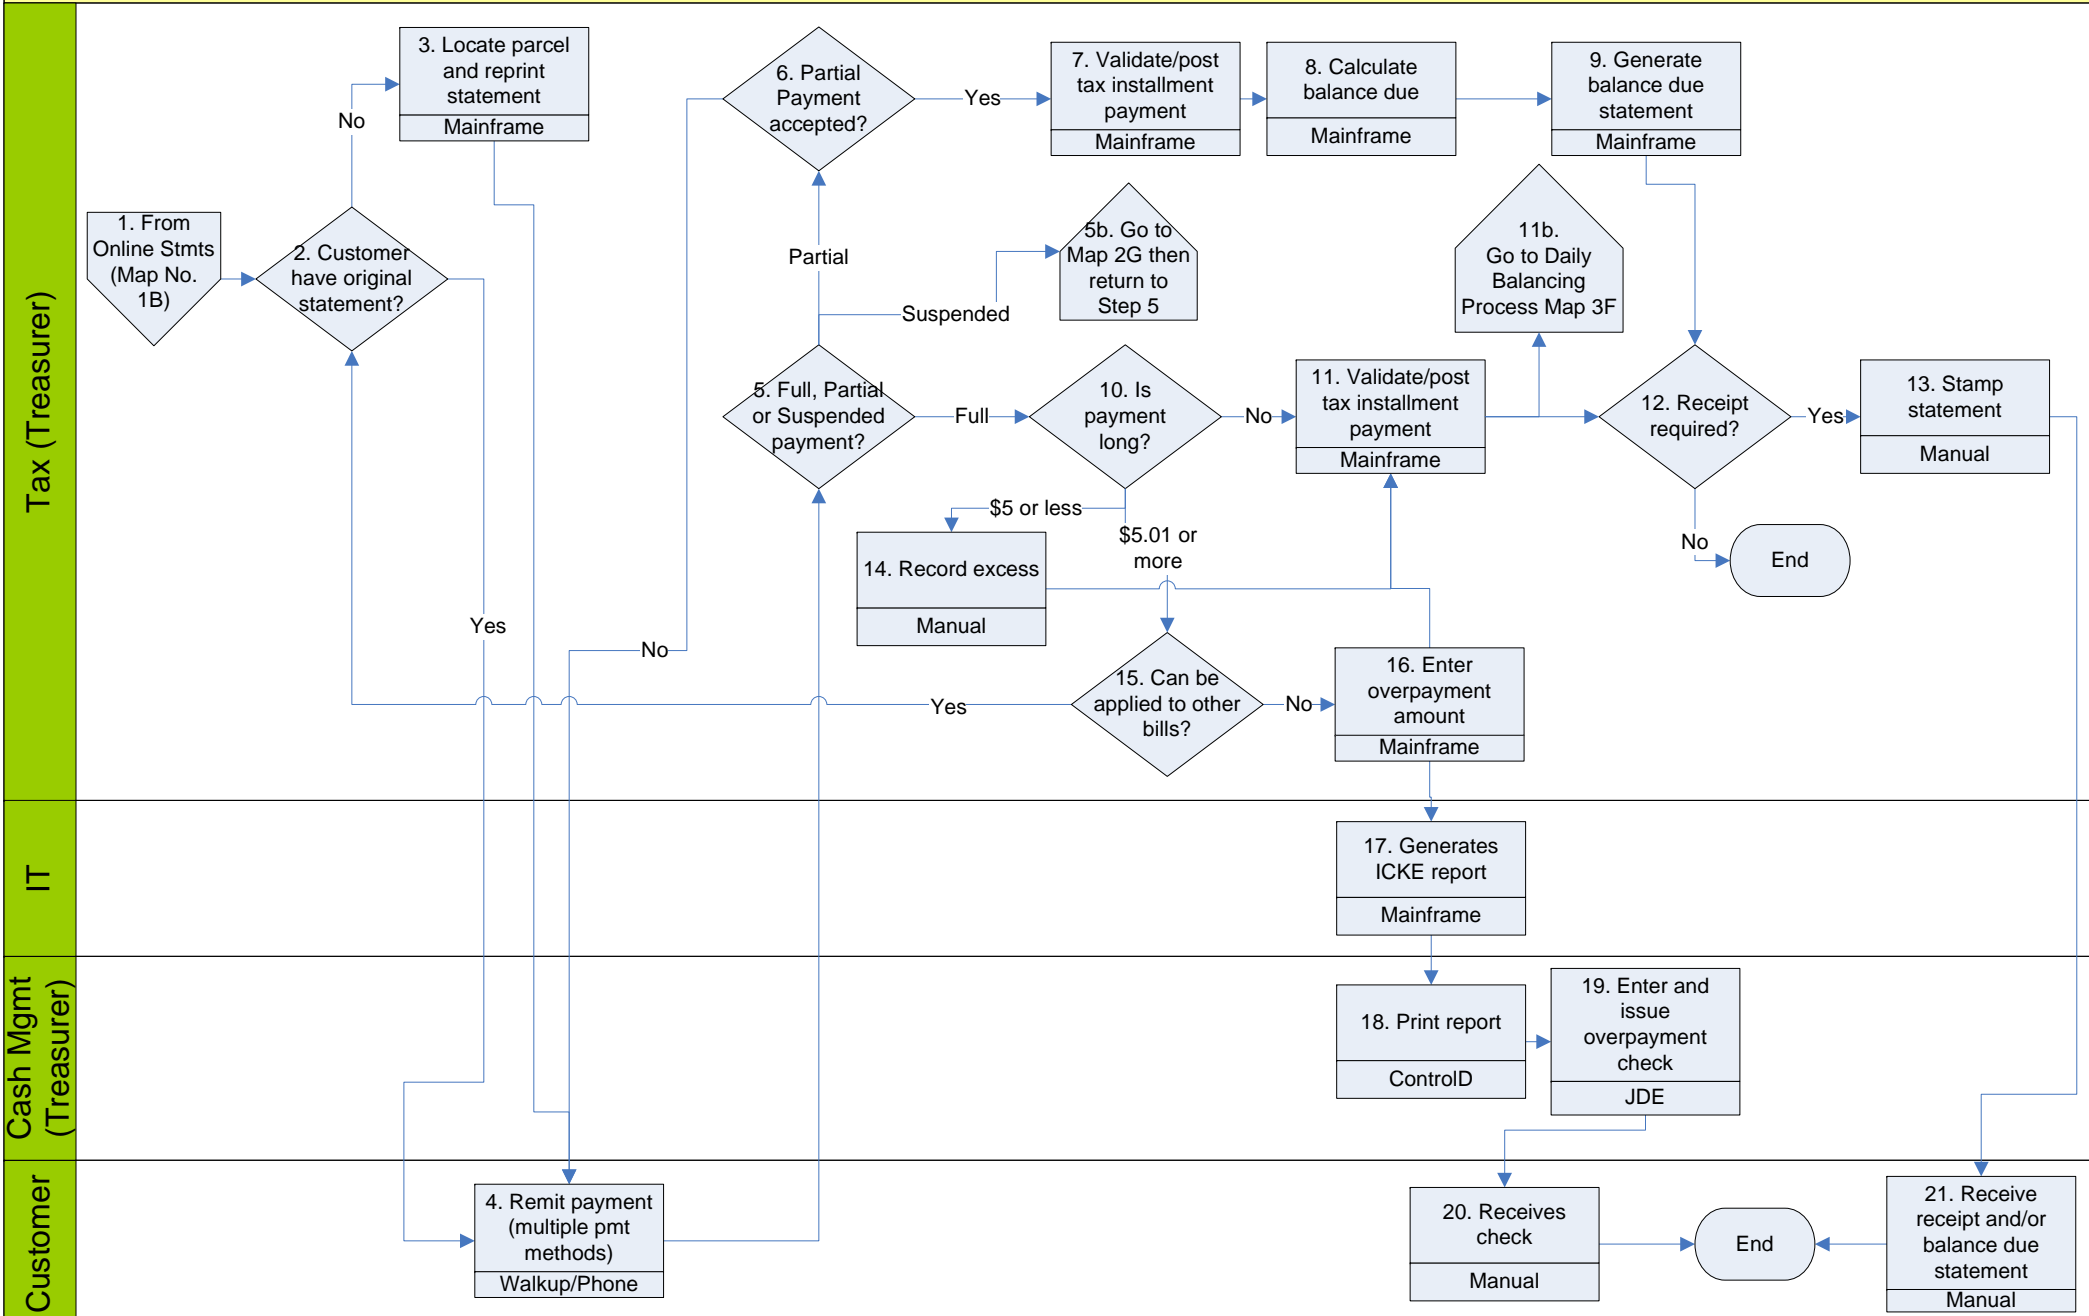 Tax (Treasurer)
3. Locate parcel
and reprint
statement
Mainframe
6. Partial
Payment
accepted?
Yes
7. Validate/post
tax installment
payment
Mainframe
8. Calculate
balance due
Mainframe
9. Generate
balance due
statement
Mainframe
No
1. From
Online Stmts
(Map No.
1B)
2. Customer
have original
statement?
Partial
Suspended
5b. Go to
Map 2G then
return to
Step 5
11b.
Go to Daily
Balancing
Process Map 3F
5. Full, Partial
or Suspended
payment?
Full
10. Is
payment
long?
No
11. Validate/post
tax installment
payment
Mainframe
12. Receipt
required?
Yes
13. Stamp
statement
Manual
$5 or less
$5.01 or
more
No
End
14. Record excess
Manual
Yes
No
15. Can be
applied to other
bills?
Yes
No
16. Enter
overpayment
amount
Mainframe
IT
17. Generates
ICKE report
Mainframe
Cash Mgmt
(Treasurer)
18. Print report
ControlD
19. Enter and
issue
overpayment
check
JDE
Customer
4. Remit payment
(multiple pmt
methods)
Walkup/Phone
20. Receives
check
Manual
End
21. Receive
receipt and/or
balance due
statement
Manual